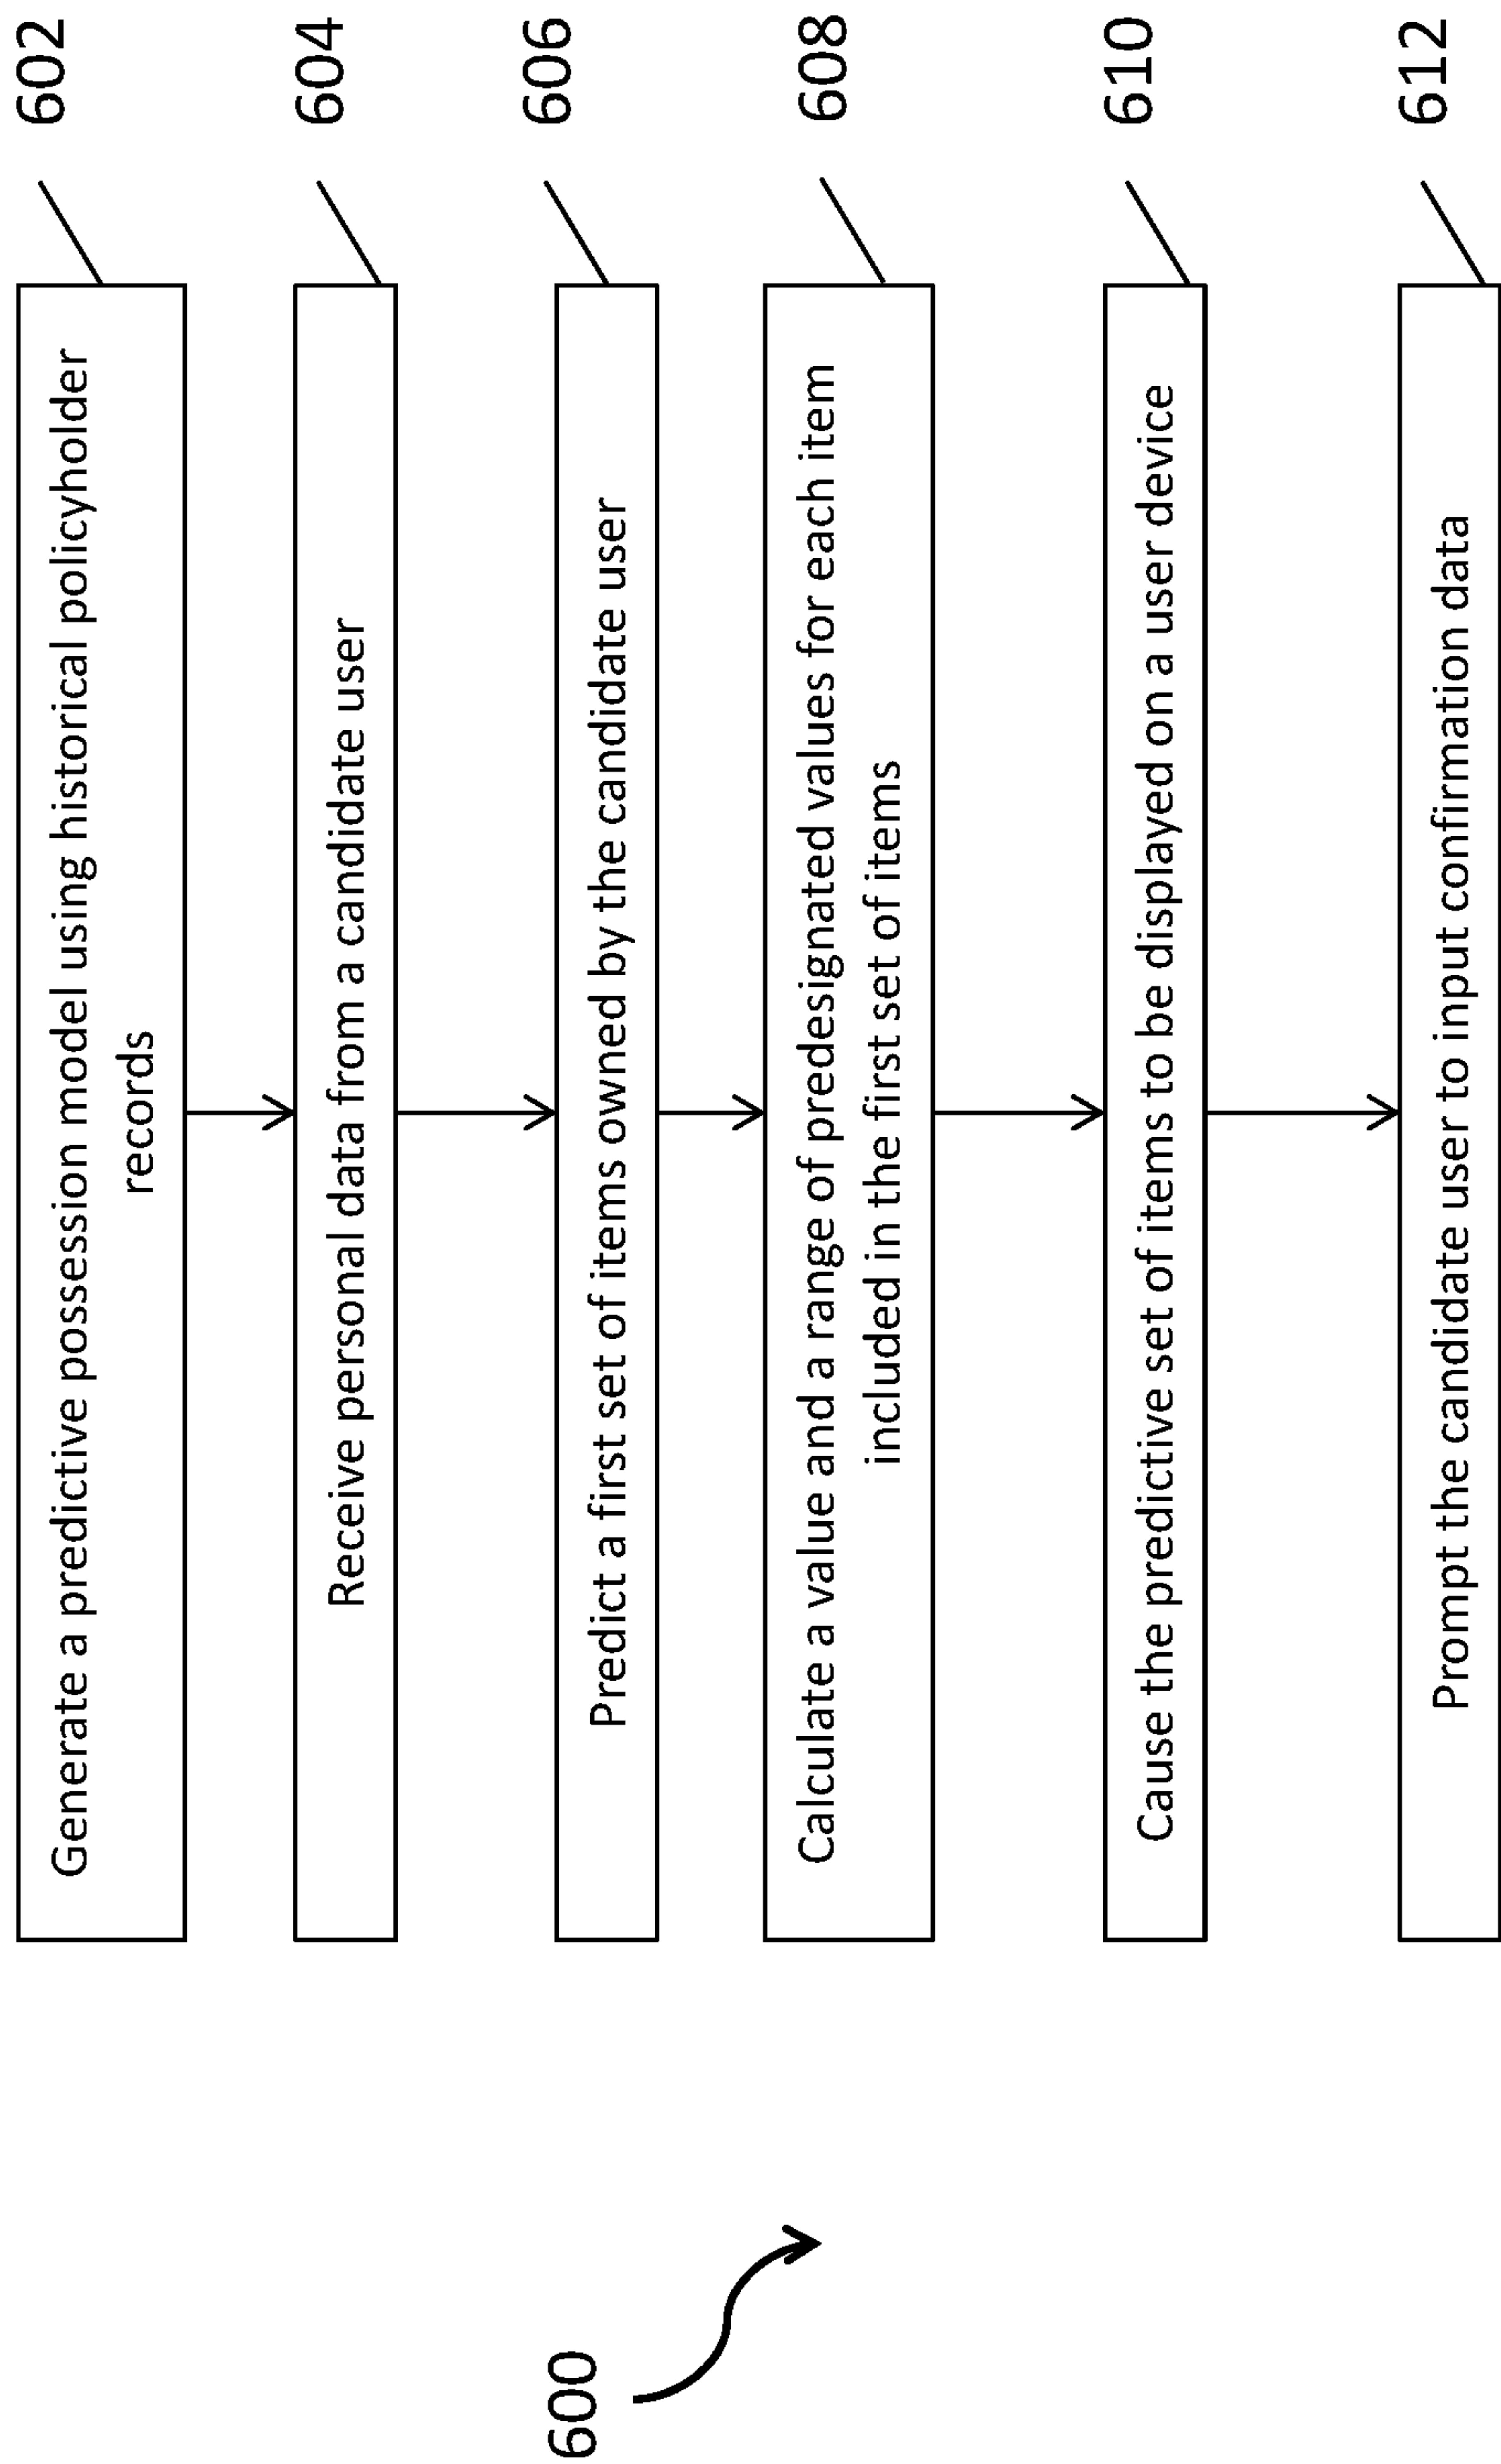 600
Generate a predictive possession model using historical policyholder
records
602
Receive personal data from a candidate user
604
Predict a first set of items owned by the candidate user
606
Calculate a value and a range of predesignated values for each item
included in the first set of items
608
Cause the predictive set of items to be displayed on a user device
610
Prompt the candidate user to input confirmation data
612